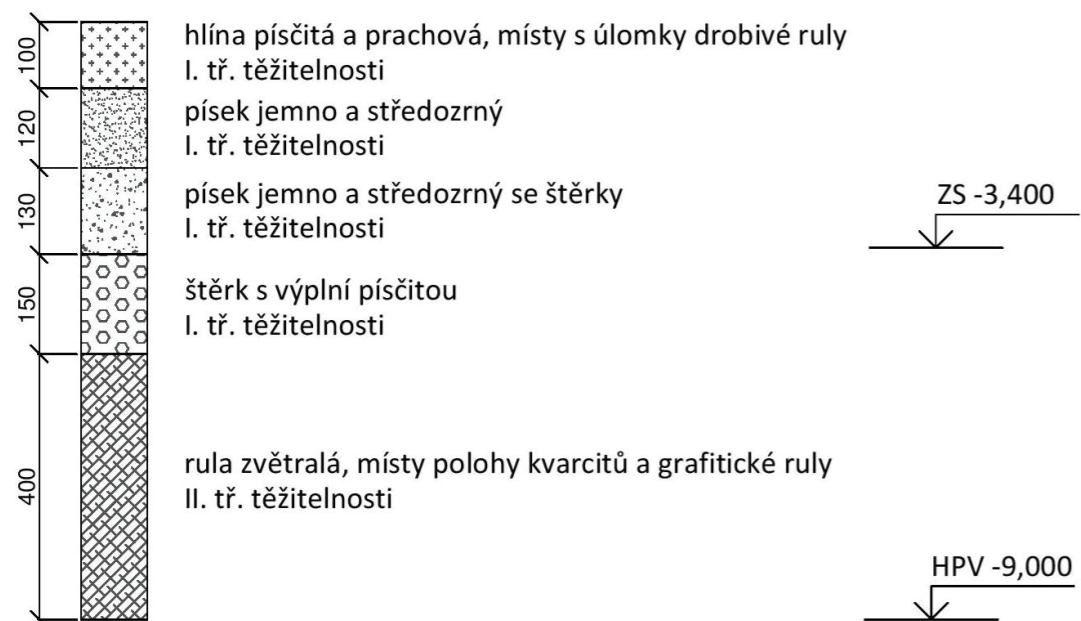 100
hlína písčitá a prachová, místy s úlomky drobivé ruly
I. tř. těžitelnosti
120
písek jemno a středozrný
I. tř. těžitelnosti
130
písek jemno a středozrný se štěrky
I. tř. těžitelnosti
ZS -3,400
150
štěrk s výplní písčitou
I. tř. těžitelnosti
400
rula zvětralá, místy polohy kvarcitů a grafitické ruly
II. tř. těžitelnosti
HPV -9,000